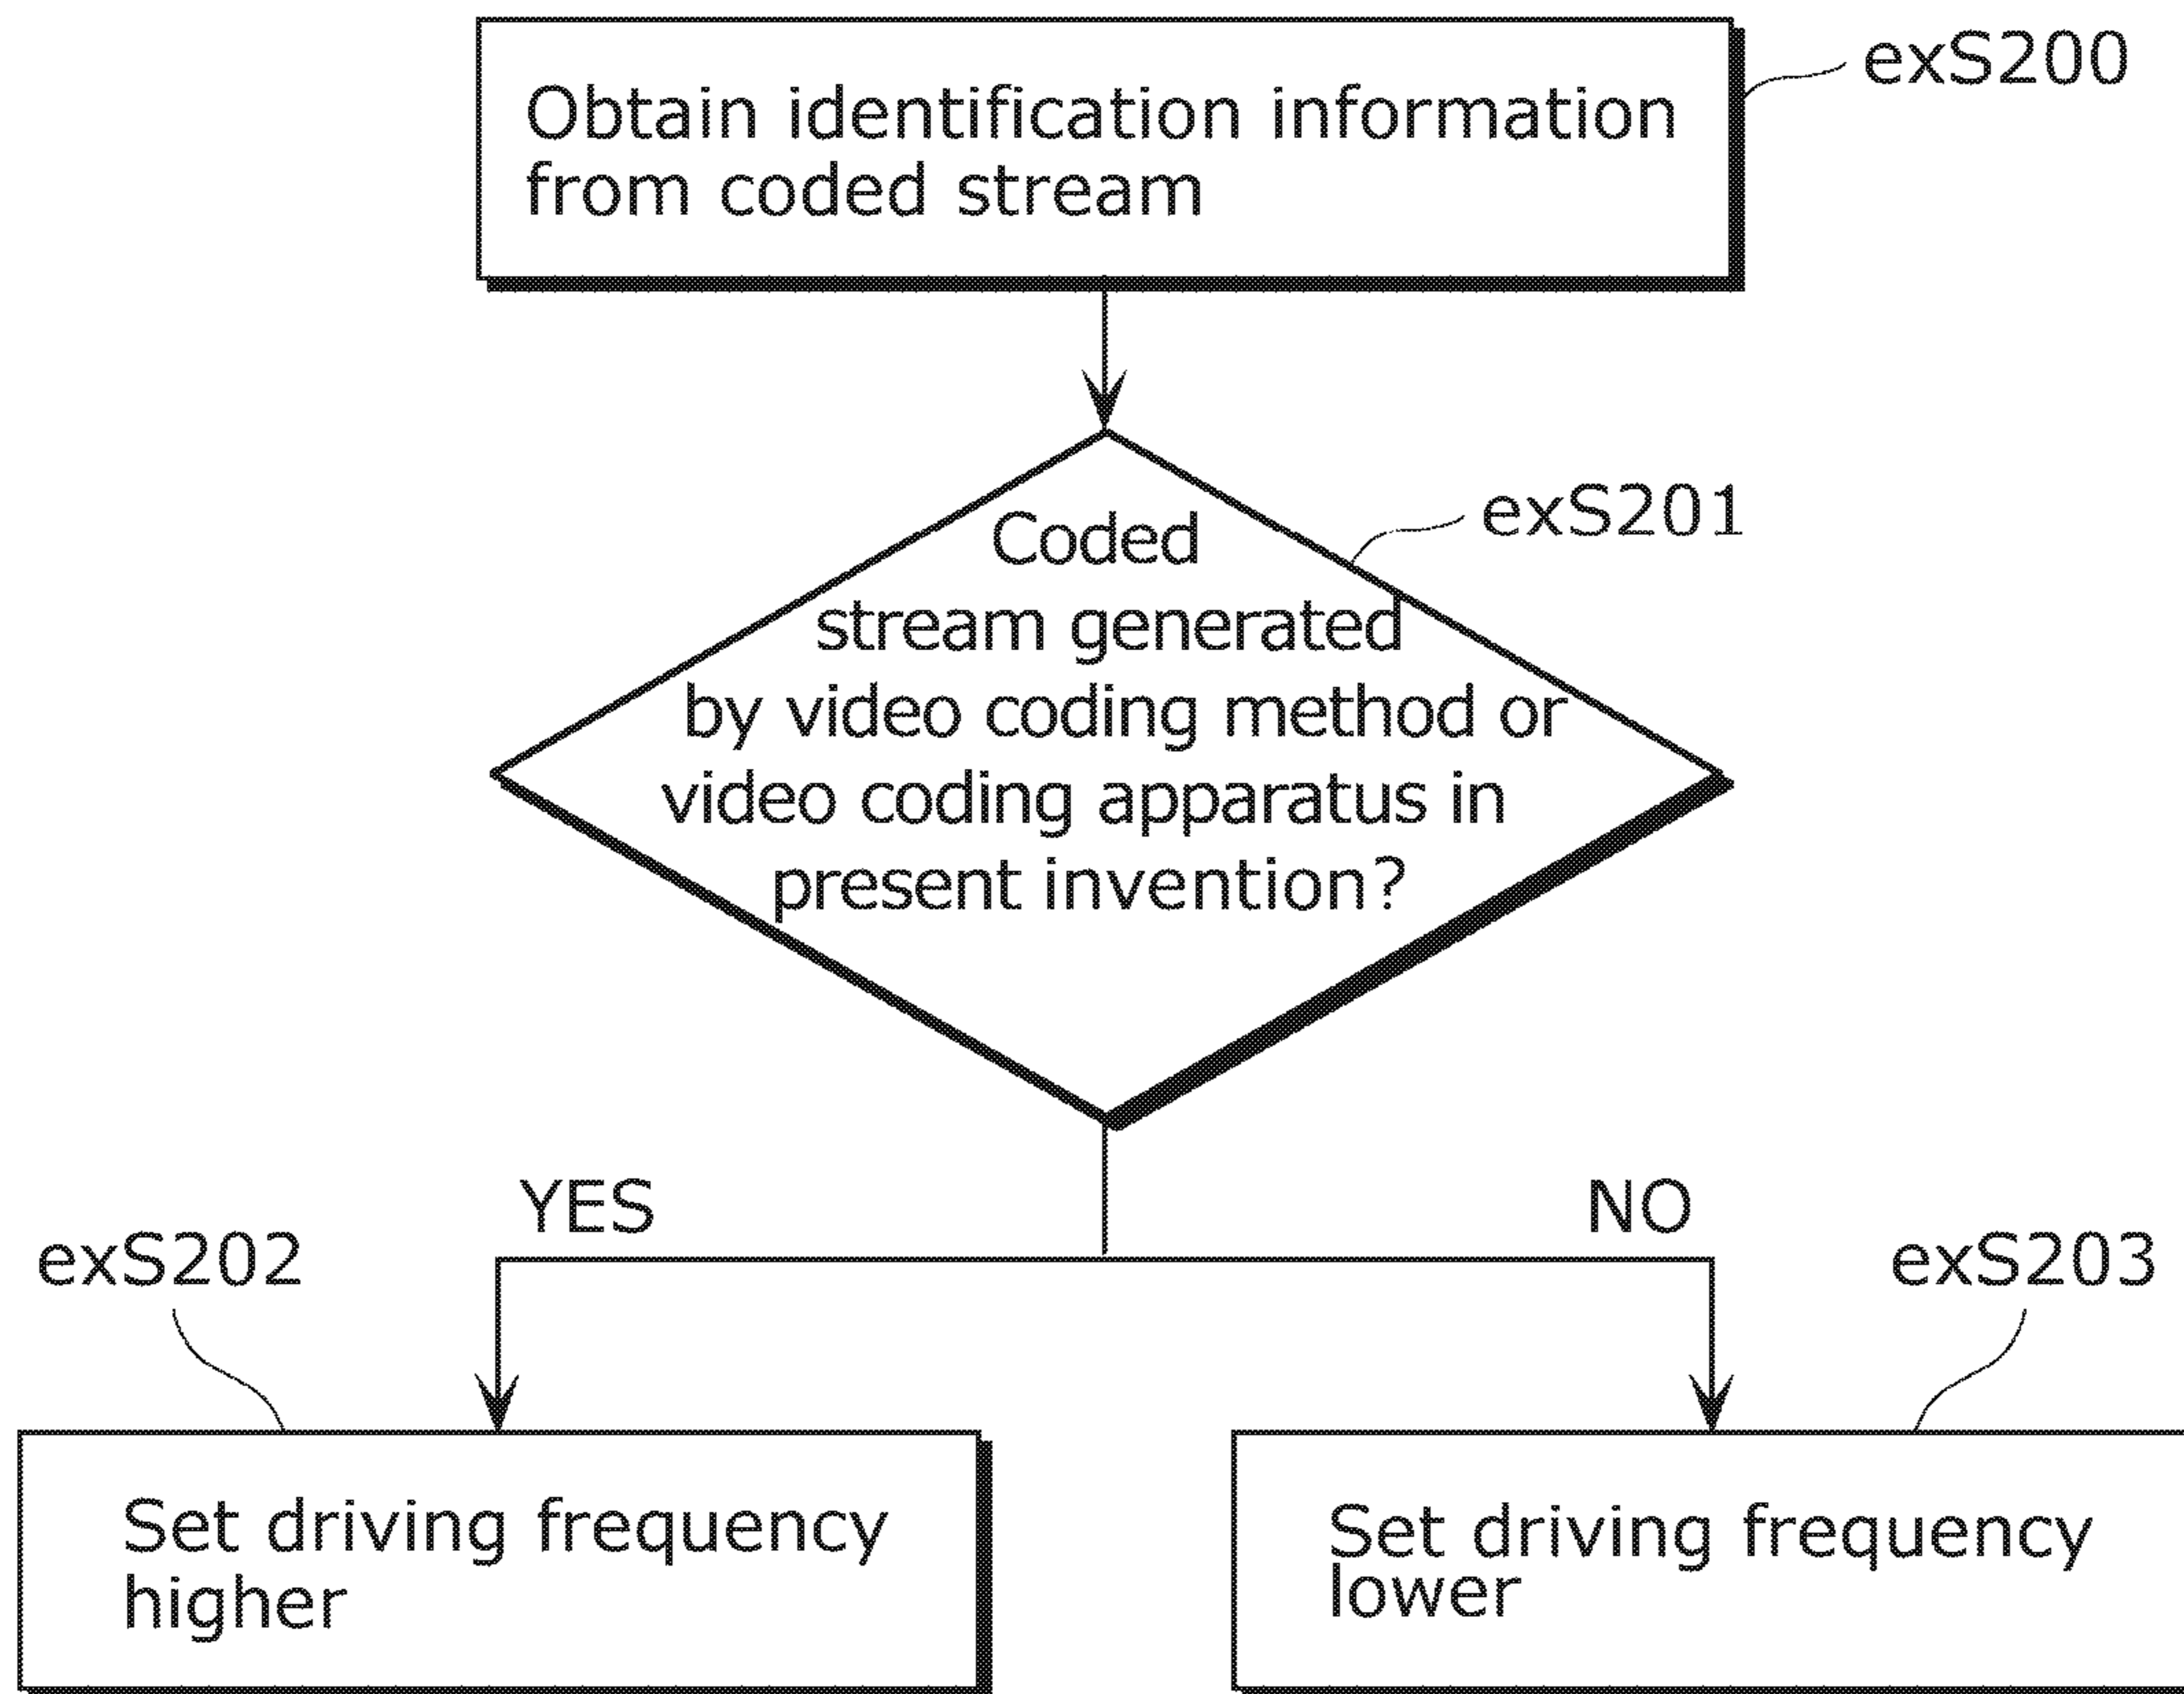 Obtain identification information
from coded stream
exS200
Coded
stream generated
by video coding method or
video coding apparatus in
present invention?
exS201
YES
NO
exS202
exS203
Set driving frequency
higher
Set driving frequency
lower